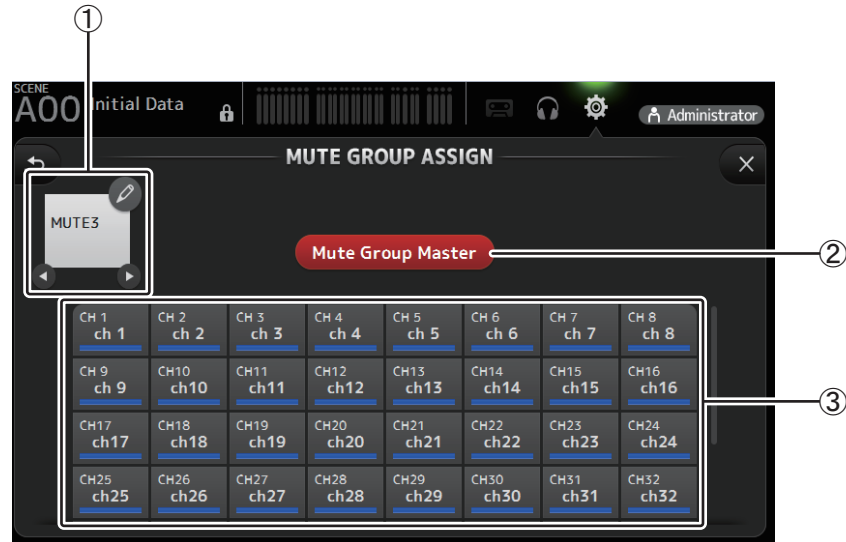 ①
SCENE
A00 Initial Data
Administrator
MUTE GROUP ASSIGN
MUTE3
Mute Group Master
②
CH 1 CH 2 CH 3 CH 4 CH 5 CH 6 CH 7 CH 8
ch 1 ch 2 ch 3 ch 4 ch 5 ch 6 ch 7 ch 8
CH 9 CH10 CH11 CH12 CH13 CH14 CH15 CH16
ch 9 ch10 ch11 ch12 ch13 ch14 ch15 ch16
③
CH17 CH18 CH19 CH20 CH21 CH22 CH23 CH24
ch17 ch18 ch19 ch20 ch21 ch22 ch23 ch24
CH25 CH26 CH27 CH28 CH29 CH30 CH31 CH32
ch25 ch26 ch27 ch28 ch29 ch30 ch31 ch32